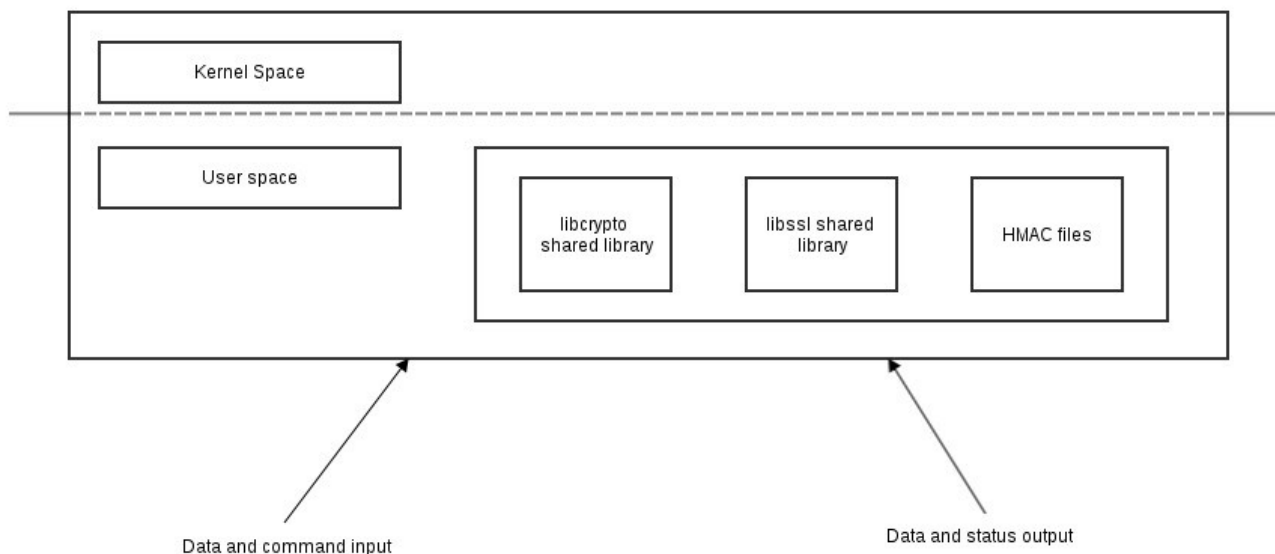 Kernel Space
User space
libcrypto
shared library
libssl shared
library
HMAC files
Data and command input
Data and status output